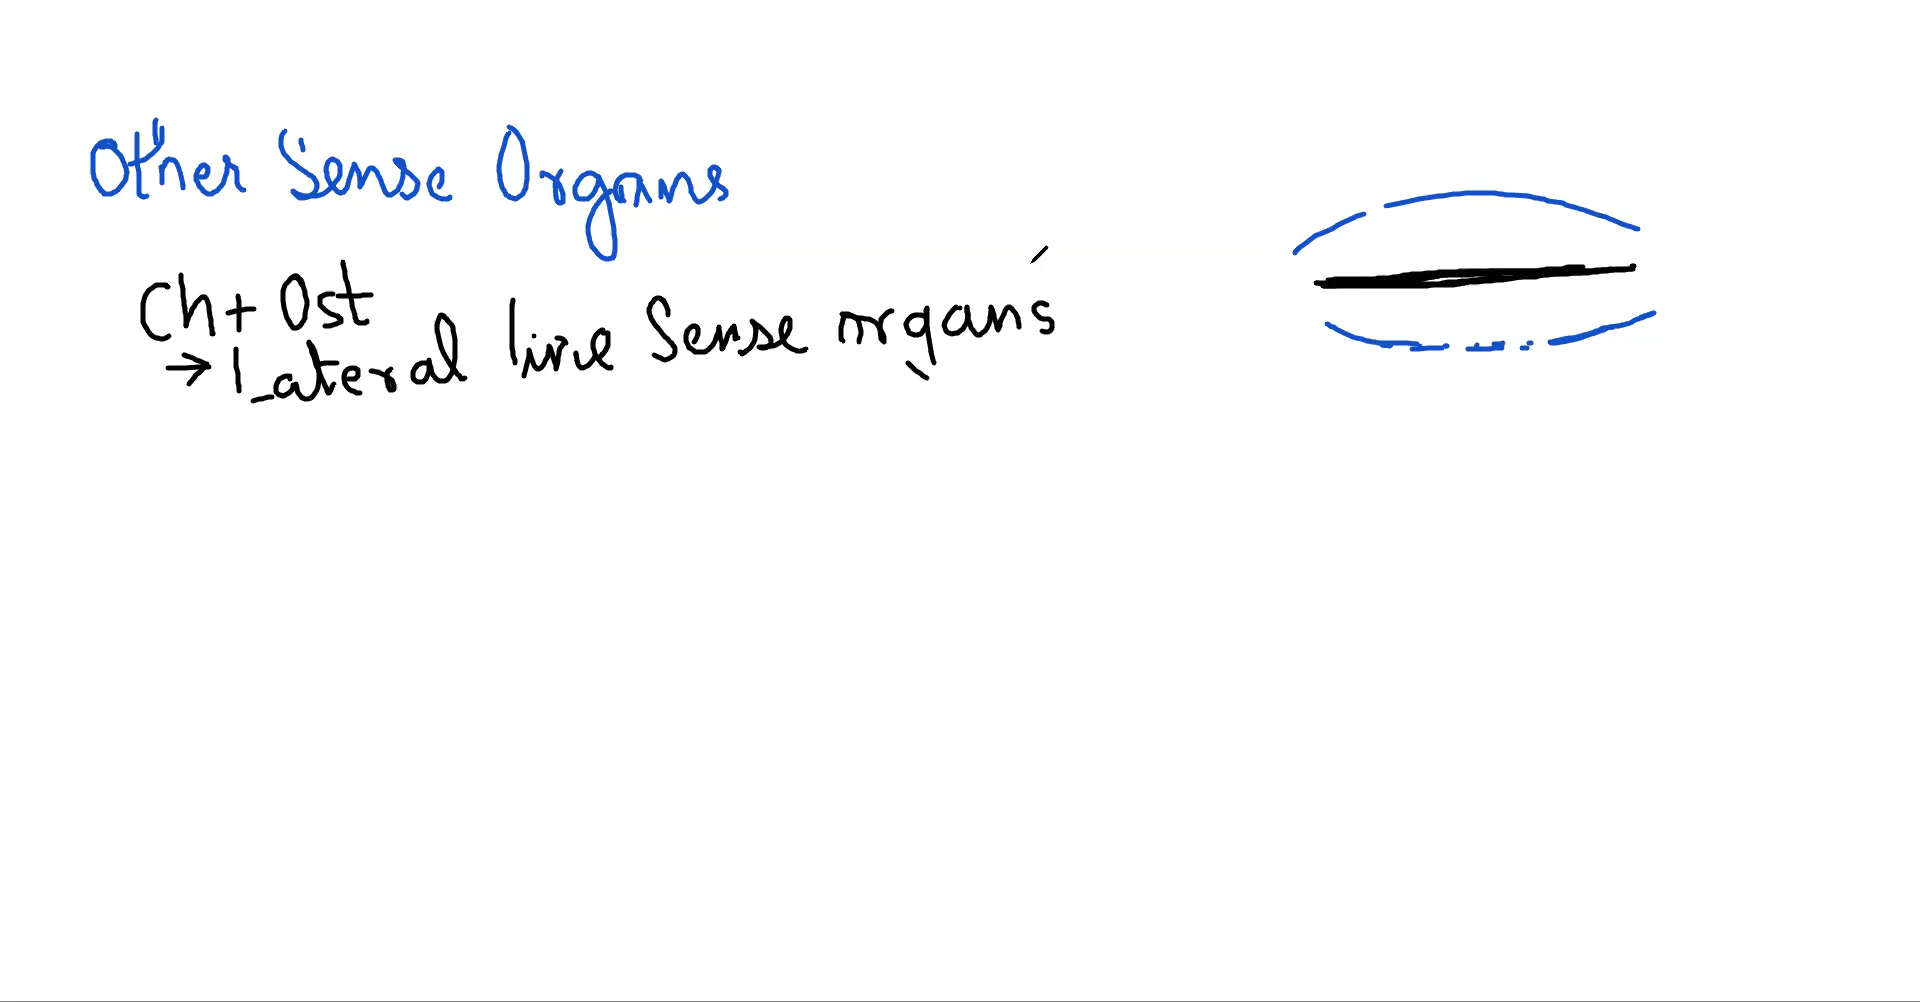 Other Sense Organs
Ch + Ost
→ Lateral line Sense organs